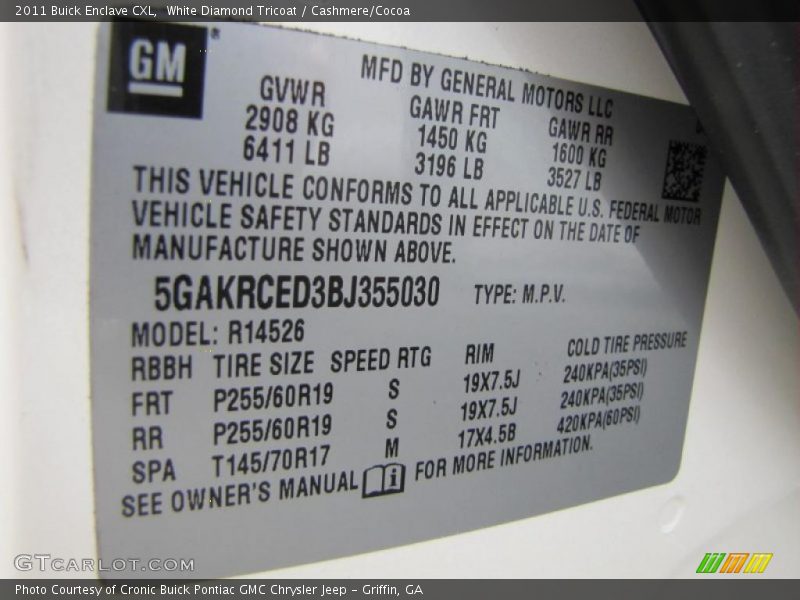 2011 Buick Enclave CXL,  White Diamond Tricoat / Cashmere/Cocoa
GM®
MFD BY GENERAL MOTORS LLC
GVWR GAWR FRT GAWR RR
2908 KG 1450 KG 1600 KG
6411 LB 3196 LB 3527 LB
THIS VEHICLE CONFORMS TO ALL APPLICABLE U.S. FEDERAL MOTOR
VEHICLE SAFETY STANDARDS IN EFFECT ON THE DATE OF
MANUFACTURE SHOWN ABOVE.
5GAKRCED3BJ355030 TYPE: M.P.V.
MODEL: R14526
RBBH TIRE SIZE SPEED RTG RIM COLD TIRE PRESSURE
FRT P255/60R19 S 19X7.5J 240KPA(35PSI)
RR P255/60R19 S 19X7.5J 240KPA(35PSI)
SPA T145/70R17 M 17X4.5B 420KPA(60PSI)
SEE OWNER'S MANUAL i FOR MORE INFORMATION.
GTCARLOT.COM
Photo Courtesy of Cronic Buick Pontiac GMC Chrysler Jeep - Griffin, GA